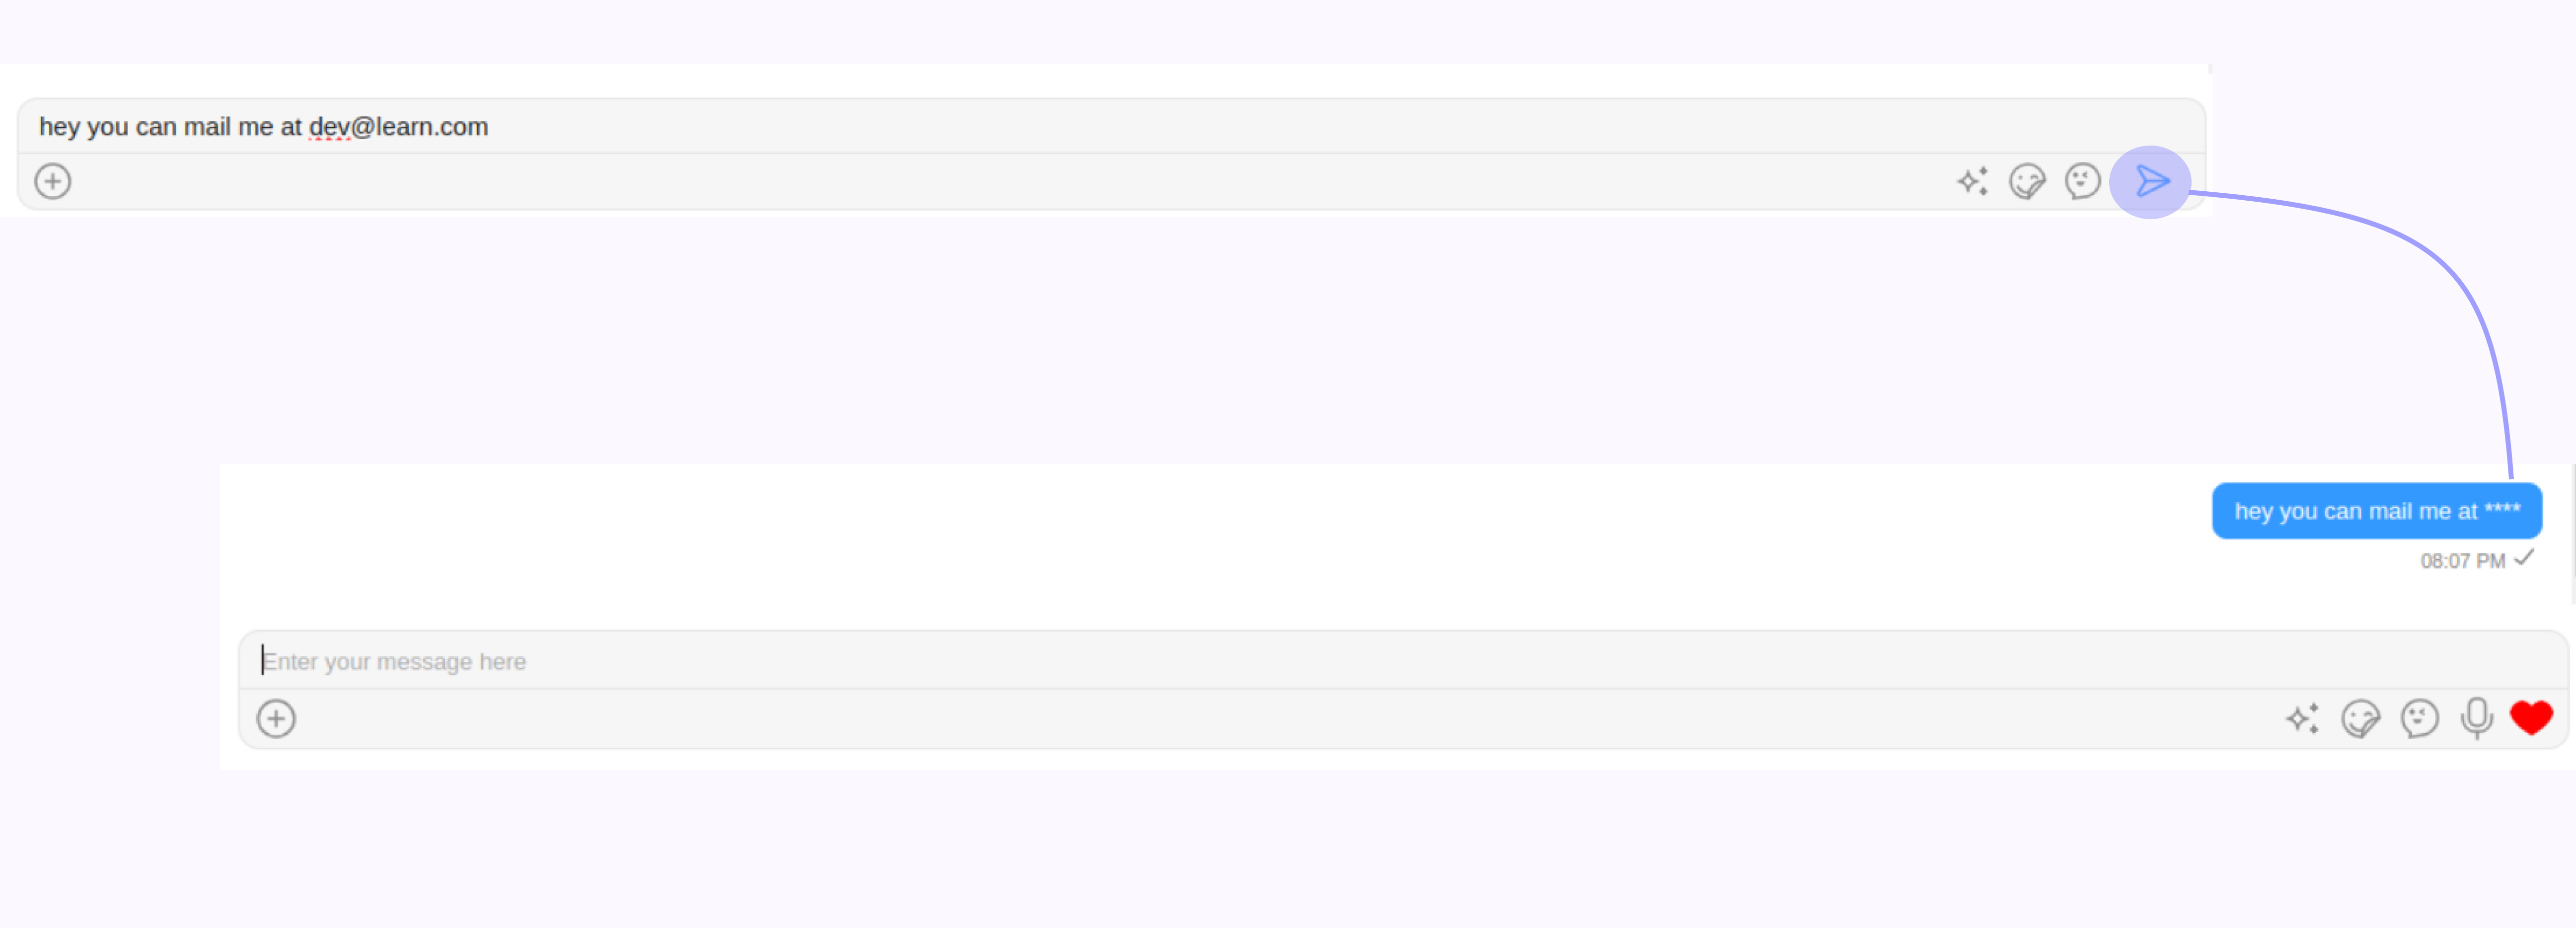 hey you can mail me at dev@learn.com
hey you can mail me at ****
08:07 PM
Enter your message here